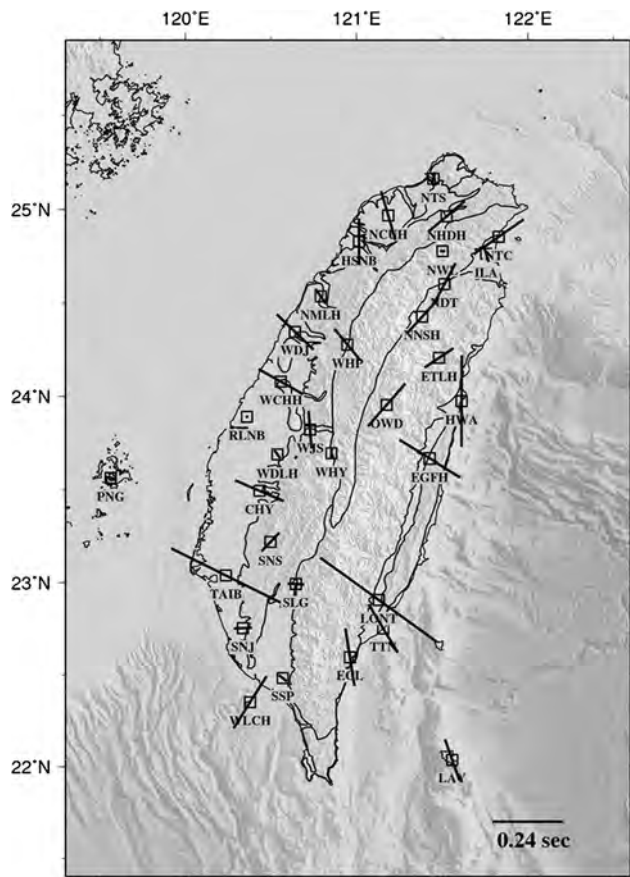 120°E 121°E 122°E
25°N
24°N
23°N
22°N
NTS
NCUH
NHDH
HSNB
NTC
NWF
ILA
NDT
NMLH
NNSH
WDJ
WHP
ETLH
WCHH
HWA
OWD
RLNB
WJS
WDLH
WHY
EGFH
PNG
CHY
SNS
TAIB
SLG
LONT
SNJ
TTN
ECL
SSP
WLCH
LAY
0.24 sec